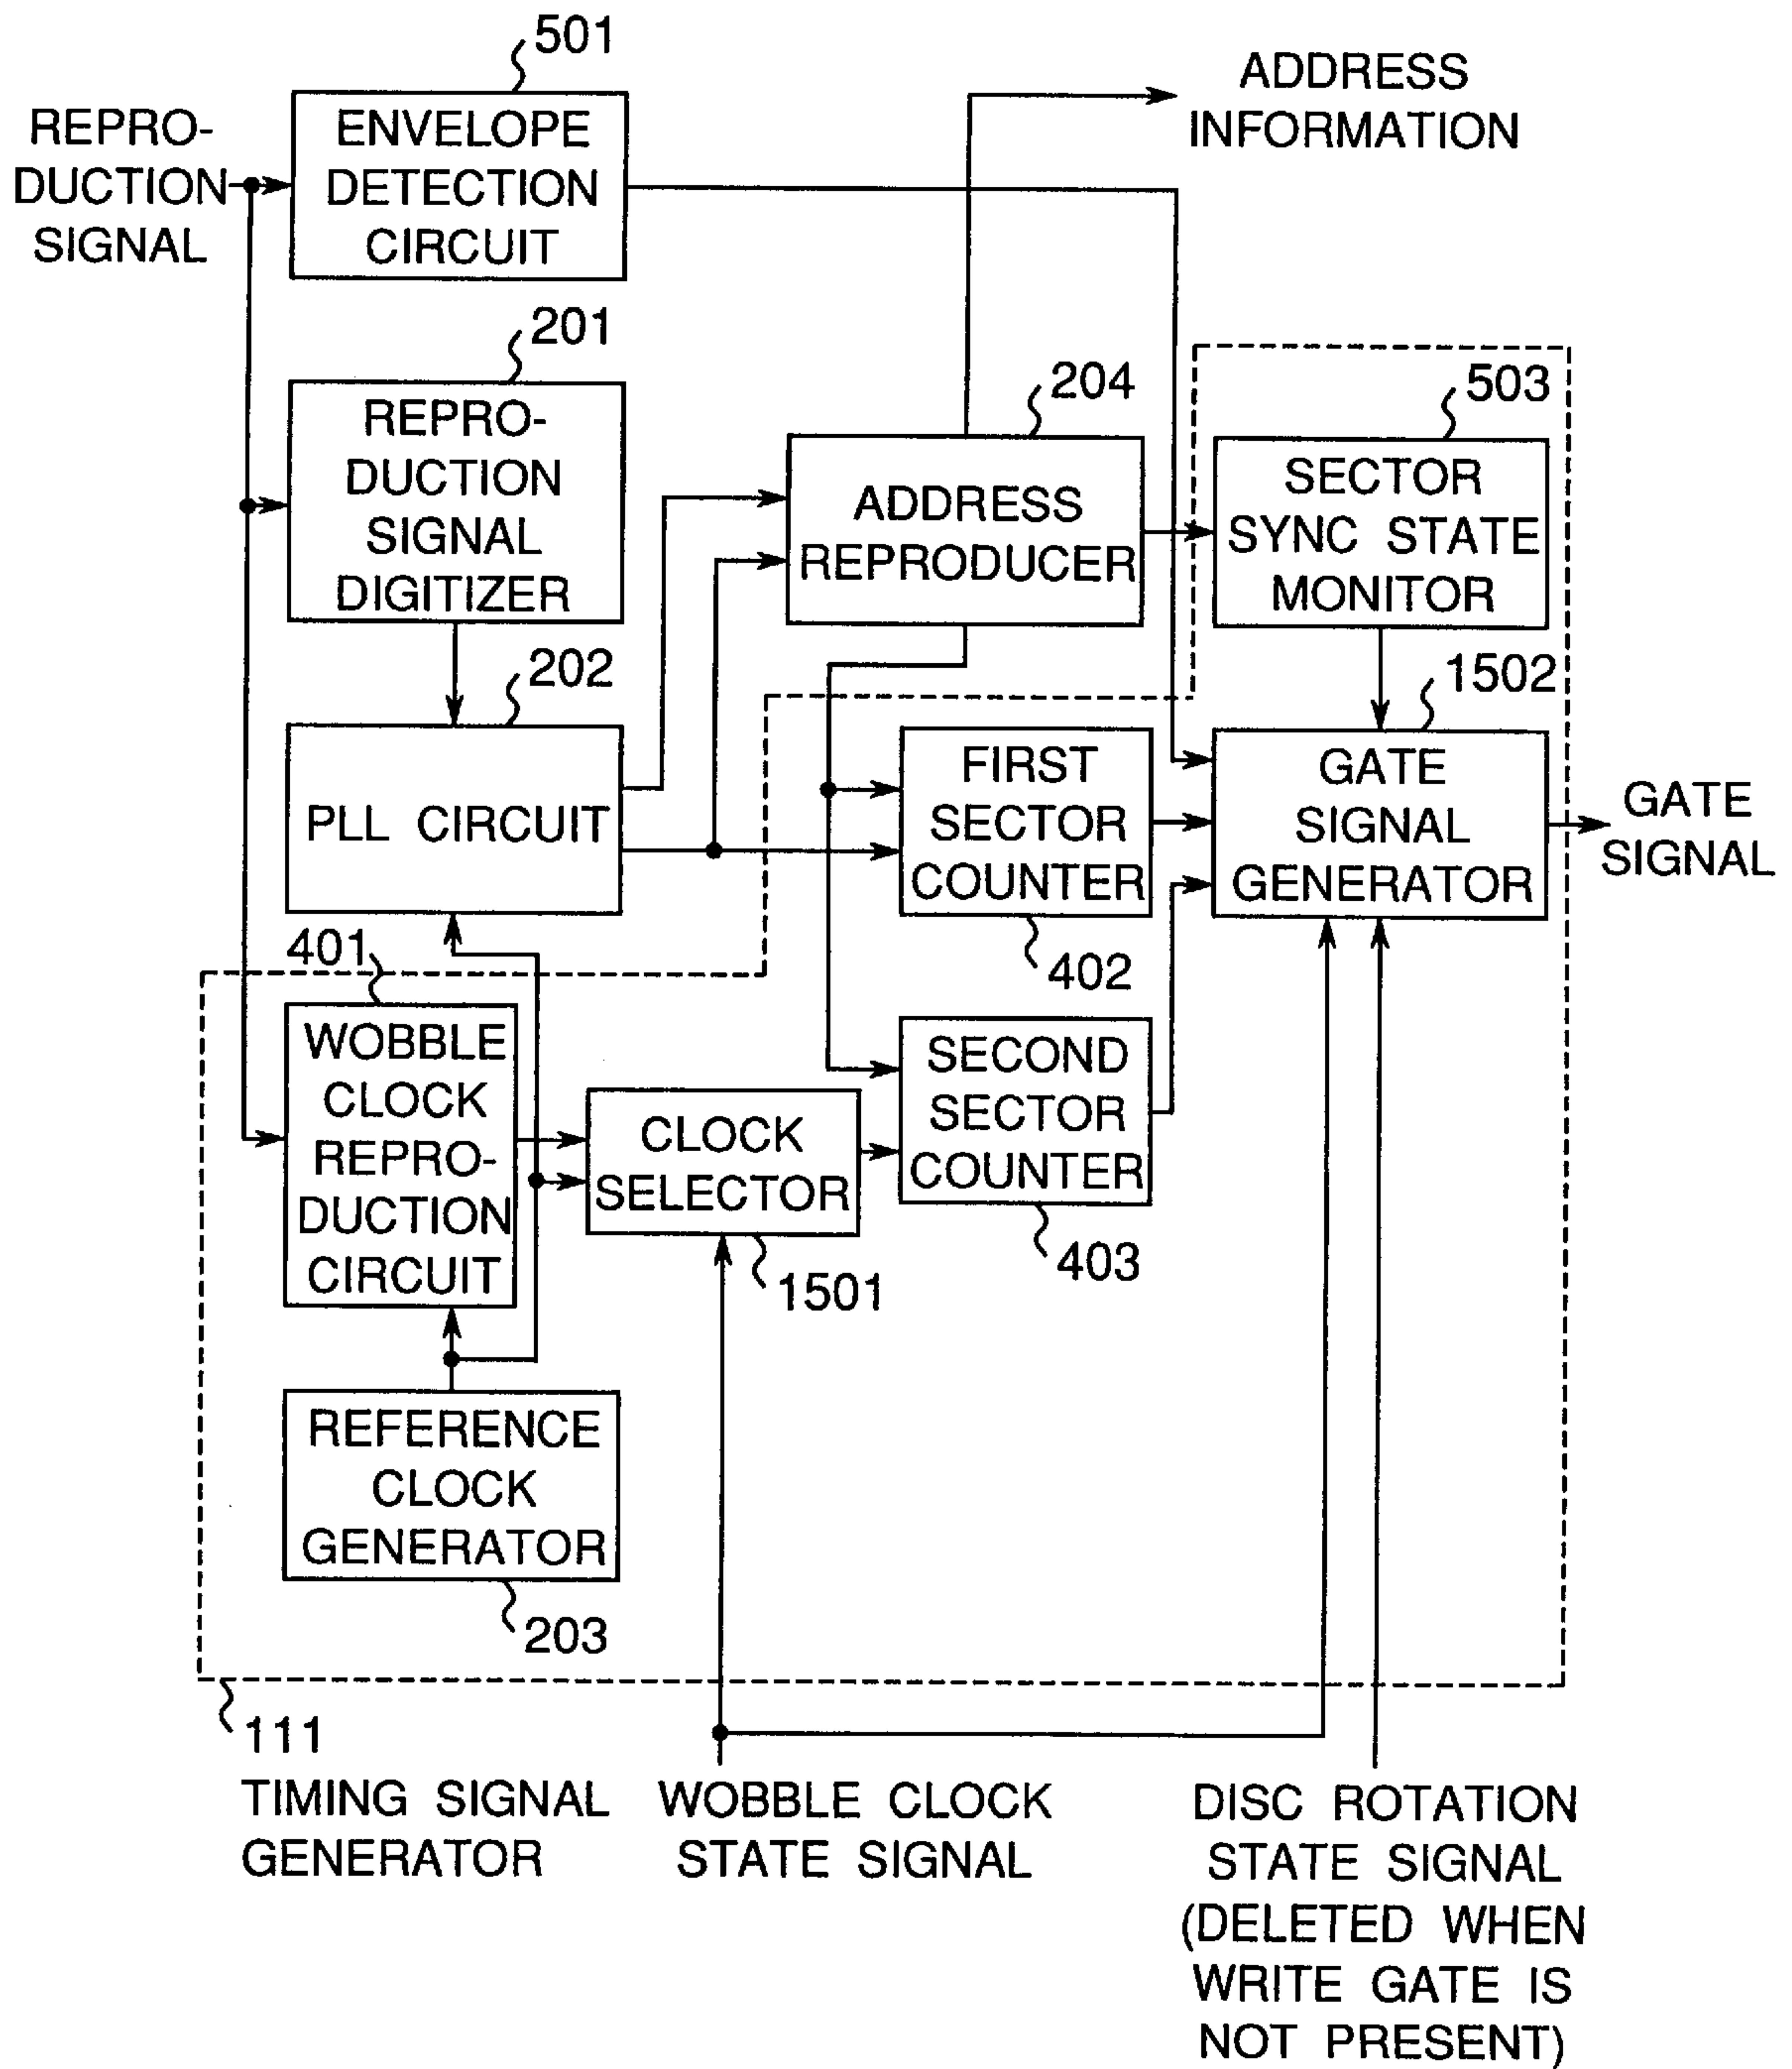 501
REPRO-
DUCTION
SIGNAL
ENVELOPE
DETECTION
CIRCUIT
ADDRESS
INFORMATION
201
REPRO-
DUCTION
SIGNAL
DIGITIZER
204
ADDRESS
REPRODUCER
503
SECTOR
SYNC STATE
MONITOR
202
PLL CIRCUIT
FIRST
SECTOR
COUNTER
402
1502
GATE
SIGNAL
GENERATOR
GATE
SIGNAL
401
WOBBLE
CLOCK
REPRO-
DUCTION
CIRCUIT
CLOCK
SELECTOR
1501
SECOND
SECTOR
COUNTER
403
REFERENCE
CLOCK
GENERATOR
203
111
TIMING SIGNAL
GENERATOR
WOBBLE CLOCK
STATE SIGNAL
DISC ROTATION
STATE SIGNAL
(DELETED WHEN
WRITE GATE IS
NOT PRESENT)